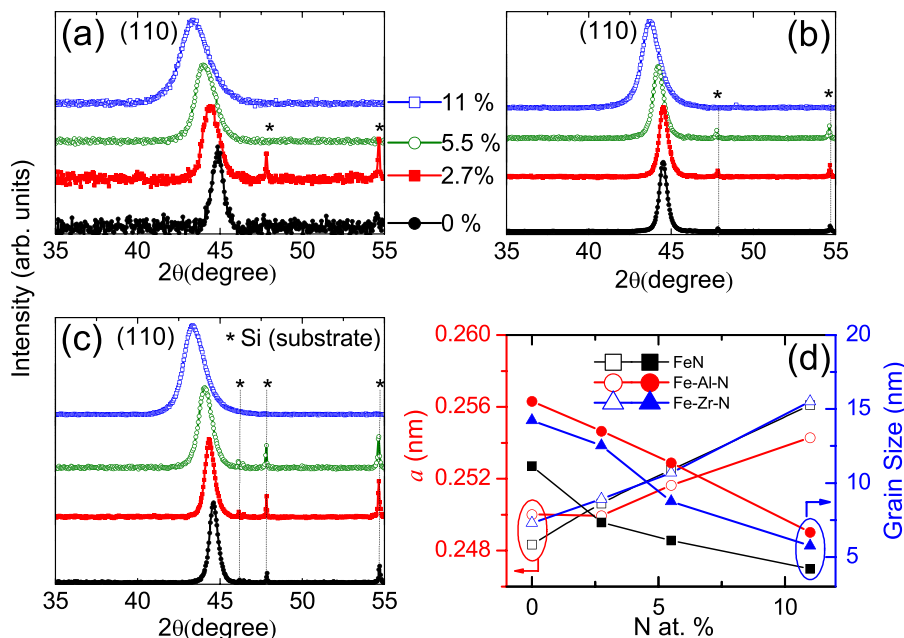 (a)
(110)
*
*
35
40
45
50
55
2θ(degree)
11 %
5.5 %
2.7%
0 %
(b)
(110)
*
*
35
40
45
50
55
2θ(degree)
Intensity (arb. units)
(c)
(110)
* Si (substrate)
*
*
*
35
40
45
50
55
2θ(degree)
(d)
0.260
0.256
0.252
0.248
a (nm)
FeN
Fe-Al-N
Fe-Zr-N
20
15
10
5
Grain Size (nm)
0
5
10
N at. %